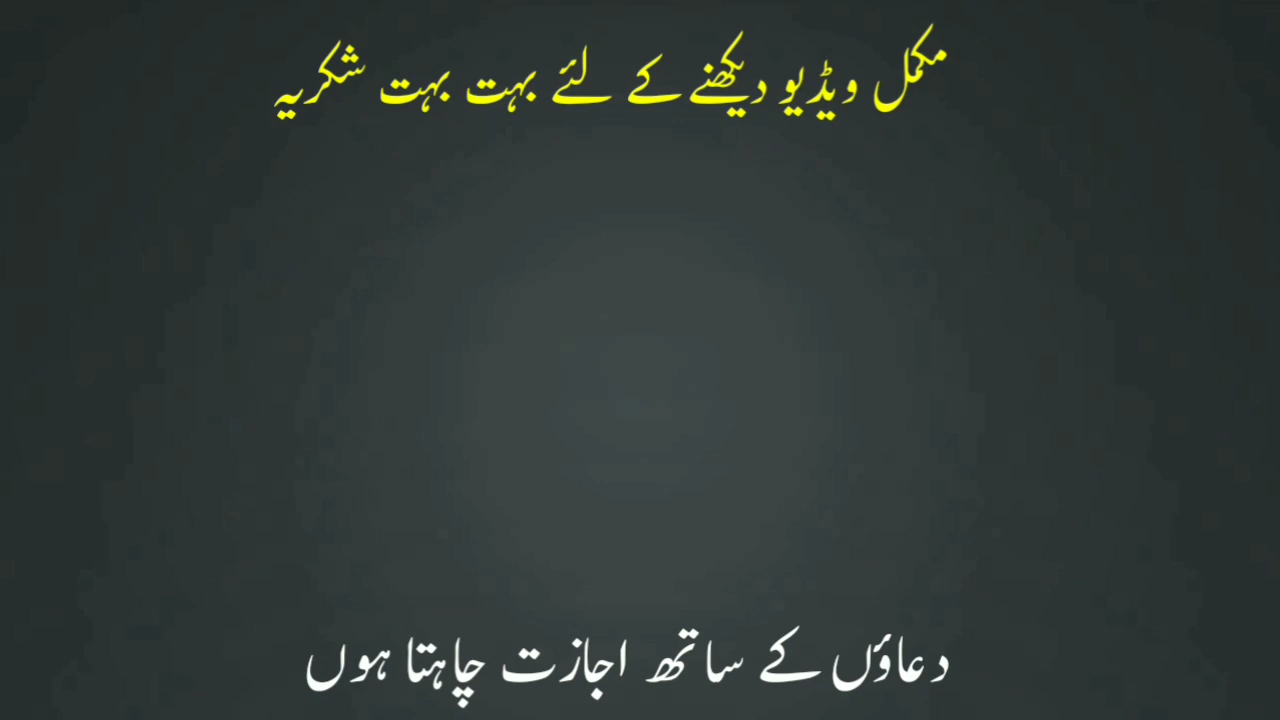 مکمل ویڈیو دیکھنے کے لئے بہت بہت شکریہ
دعاؤں کے ساتھ اجازت چاہتا ہوں